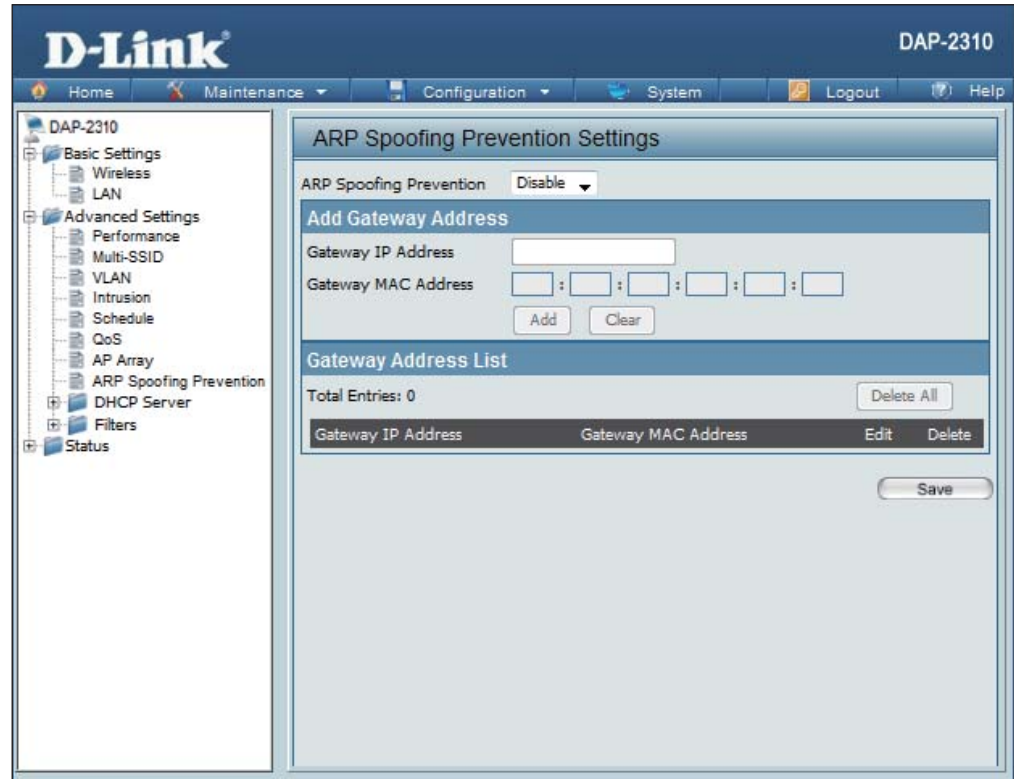 D-Link
DAP-2310
Home Maintenance Configuration System Logout Help
DAP-2310
Basic Settings
Wireless
LAN
Advanced Settings
Performance
Multi-SSID
VLAN
Intrusion
Schedule
QoS
AP Array
ARP Spoofing Prevention
DHCP Server
Filters
Status
ARP Spoofing Prevention Settings
ARP Spoofing Prevention Disable
Add Gateway Address
Gateway IP Address
Gateway MAC Address : : : : :
Add Clear
Gateway Address List
Total Entries: 0 Delete All
Gateway IP Address Gateway MAC Address Edit Delete
Save